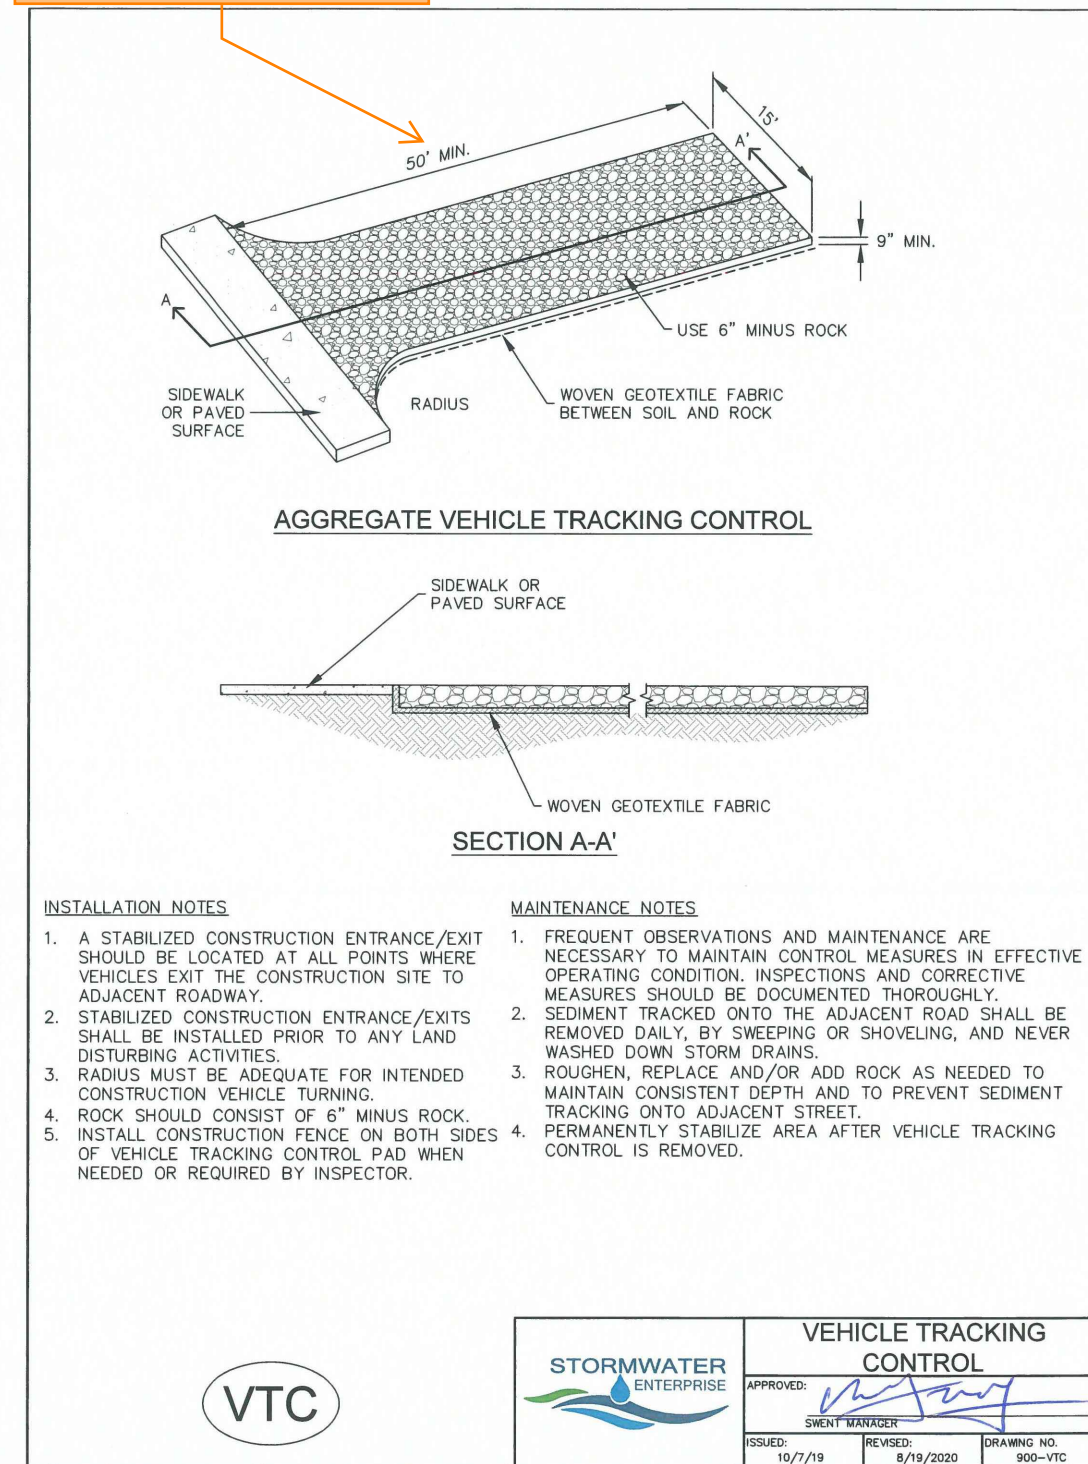 50' MIN.
15'
A'
9" MIN.
USE 6" MINUS ROCK
A
SIDEWALK
OR PAVED
SURFACE
RADIUS
WOVEN GEOTEXTILE FABRIC
BETWEEN SOIL AND ROCK
AGGREGATE VEHICLE TRACKING CONTROL
SIDEWALK OR
PAVED SURFACE
WOVEN GEOTEXTILE FABRIC
SECTION A-A'
INSTALLATION NOTES
1. A STABILIZED CONSTRUCTION ENTRANCE/EXIT
SHOULD BE LOCATED AT ALL POINTS WHERE
VEHICLES EXIT THE CONSTRUCTION SITE TO
ADJACENT ROADWAY.
2. STABILIZED CONSTRUCTION ENTRANCE/EXITS
SHALL BE INSTALLED PRIOR TO ANY LAND
DISTURBING ACTIVITIES.
3. RADIUS MUST BE ADEQUATE FOR INTENDED
CONSTRUCTION VEHICLE TURNING.
4. ROCK SHOULD CONSIST OF 6" MINUS ROCK.
5. INSTALL CONSTRUCTION FENCE ON BOTH SIDES
OF VEHICLE TRACKING CONTROL PAD WHEN
NEEDED OR REQUIRED BY INSPECTOR.
MAINTENANCE NOTES
1. FREQUENT OBSERVATIONS AND MAINTENANCE ARE
NECESSARY TO MAINTAIN CONTROL MEASURES IN EFFECTIVE
OPERATING CONDITION. INSPECTIONS AND CORRECTIVE
MEASURES SHOULD BE DOCUMENTED THOROUGHLY.
2. SEDIMENT TRACKED ONTO THE ADJACENT ROAD SHALL BE
REMOVED DAILY, BY SWEEPING OR SHOVELING, AND NEVER
WASHED DOWN STORM DRAINS.
3. ROUGHEN, REPLACE AND/OR ADD ROCK AS NEEDED TO
MAINTAIN CONSISTENT DEPTH AND TO PREVENT SEDIMENT
TRACKING ONTO ADJACENT STREET.
4. PERMANENTLY STABILIZE AREA AFTER VEHICLE TRACKING
CONTROL IS REMOVED.
VTC
STORMWATER
ENTERPRISE
VEHICLE TRACKING
CONTROL
APPROVED:
SWENT MANAGER
ISSUED:
10/7/19
REVISED:
8/19/2020
DRAWING NO.
900-VTC